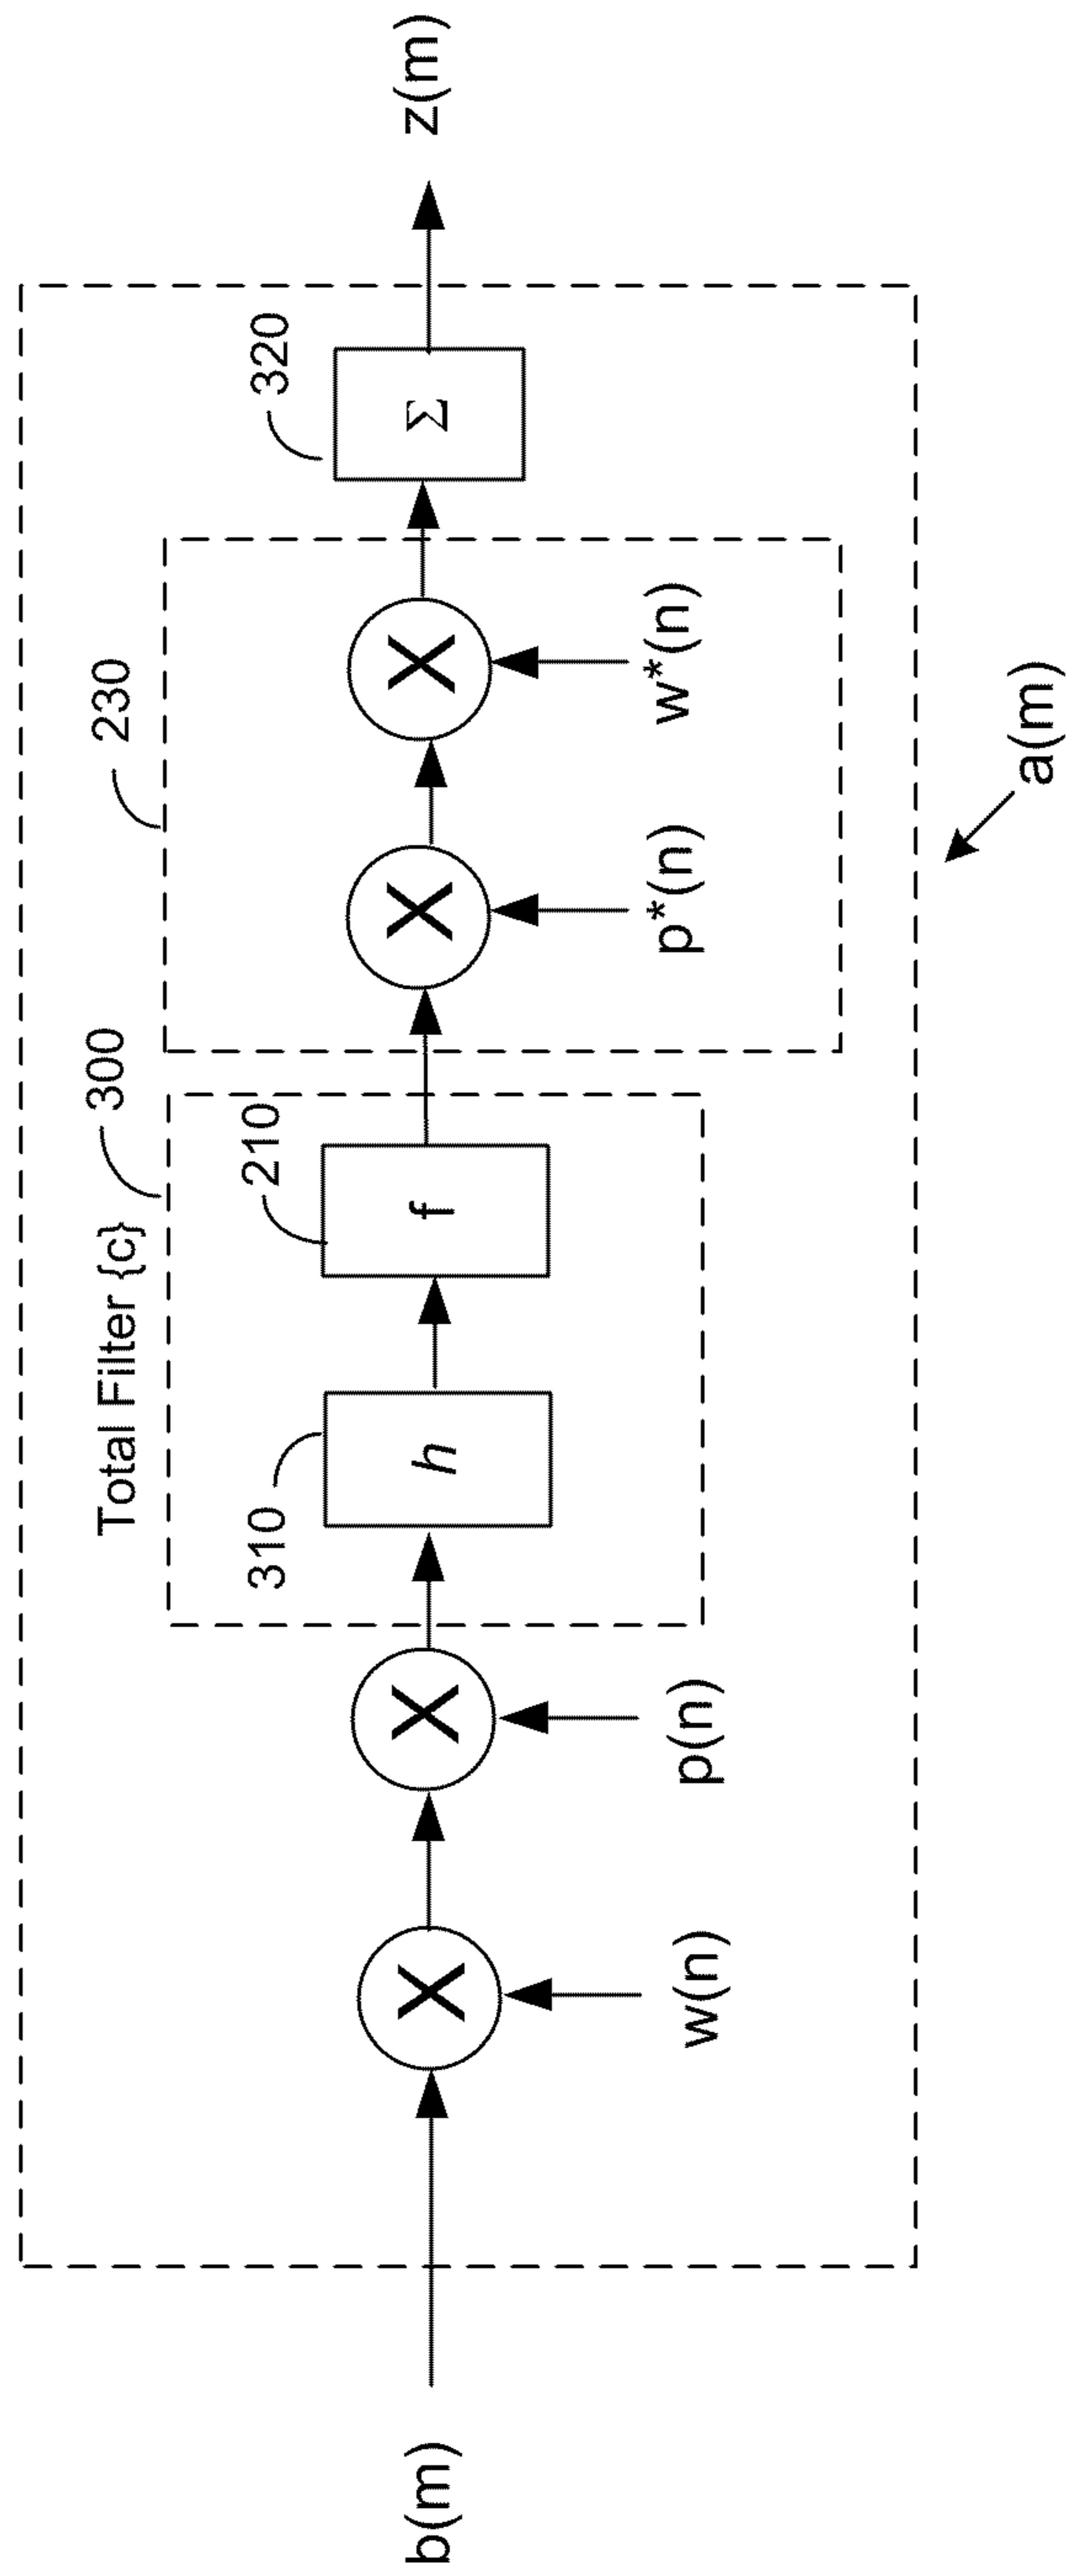 b(m)
w(n)
p(n)
Total Filter {c}
300
310
h
210
f
230
X
X
X
X
p*(n)
w*(n)
320
Σ
z(m)
a(m)